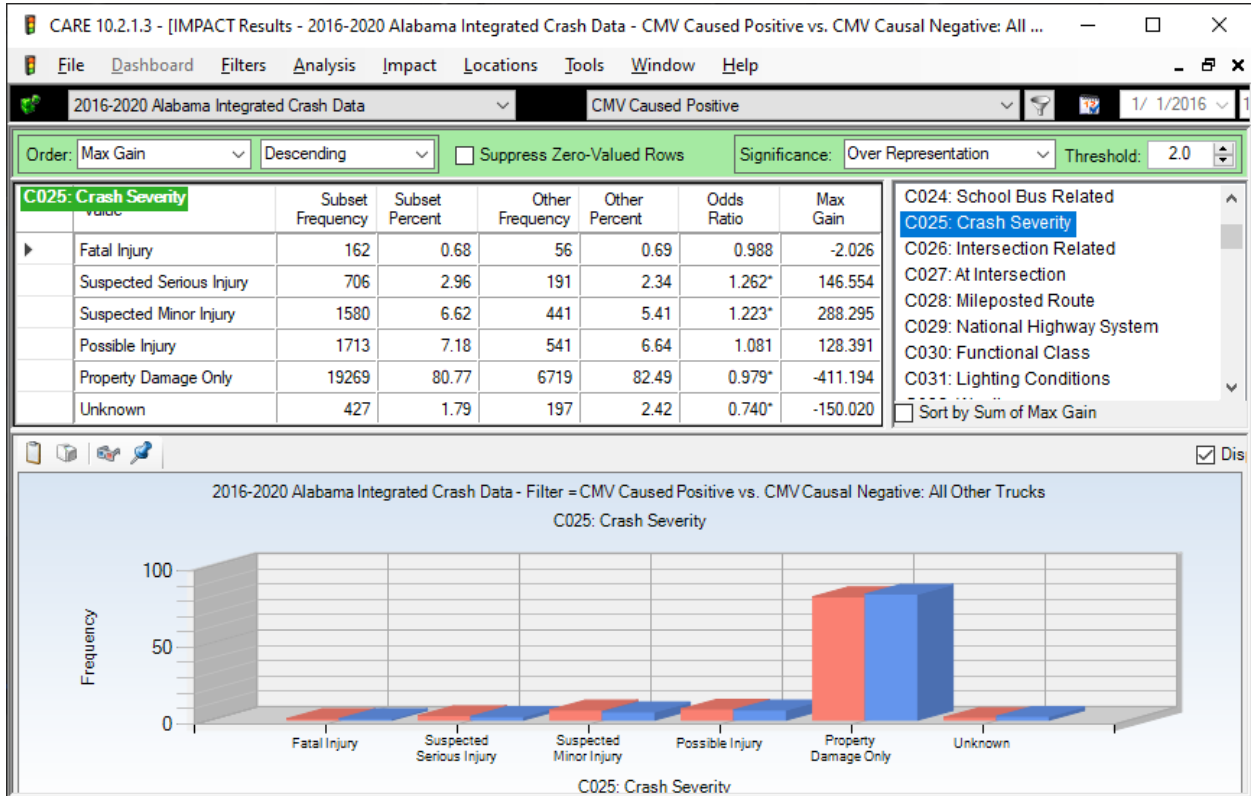 CARE 10.2.1.3 - [IMPACT Results - 2016-2020 Alabama Integrated Crash Data - CMV Caused Positive vs. CMV Causal Negative: All ...
File Dashboard Filters Analysis Impact Locations Tools Window Help
2016-2020 Alabama Integrated Crash Data CMV Caused Positive 1/ 1/2016
Order: Max Gain Descending Suppress Zero-Valued Rows Significance: Over Representation Threshold: 2.0
C025: Crash Severity Subset Frequency Subset Percent Other Frequency Other Percent Odds Ratio Max Gain
Fatal Injury 162 0.68 56 0.69 0.988 -2.026
Suspected Serious Injury 706 2.96 191 2.34 1.262* 146.554
Suspected Minor Injury 1580 6.62 441 5.41 1.223* 288.295
Possible Injury 1713 7.18 541 6.64 1.081 128.391
Property Damage Only 19269 80.77 6719 82.49 0.979* -411.194
Unknown 427 1.79 197 2.42 0.740* -150.020
C024: School Bus Related
C025: Crash Severity
C026: Intersection Related
C027: At Intersection
C028: Mileposted Route
C029: National Highway System
C030: Functional Class
C031: Lighting Conditions
Sort by Sum of Max Gain
Dis
2016-2020 Alabama Integrated Crash Data - Filter = CMV Caused Positive vs. CMV Causal Negative: All Other Trucks
C025: Crash Severity
100
50
0
Frequency
Fatal Injury
Suspected
Serious Injury
Suspected
Minor Injury
Possible Injury
Property
Damage Only
Unknown
C025: Crash Severity